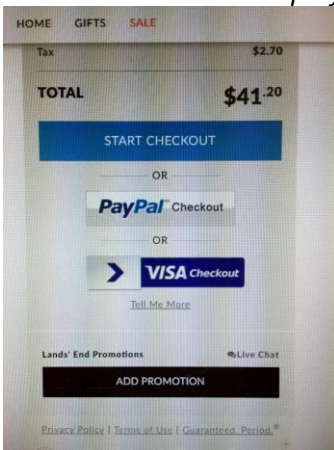 HOME GIFTS SALE
Tax $2.70
TOTAL $41.20
START CHECKOUT
OR
PayPal™ Checkout
OR
VISA Checkout
Tell Me More
Lands' End Promotions Live Chat
ADD PROMOTION
Privacy Policy | Terms of Use | Guaranteed. Period.®